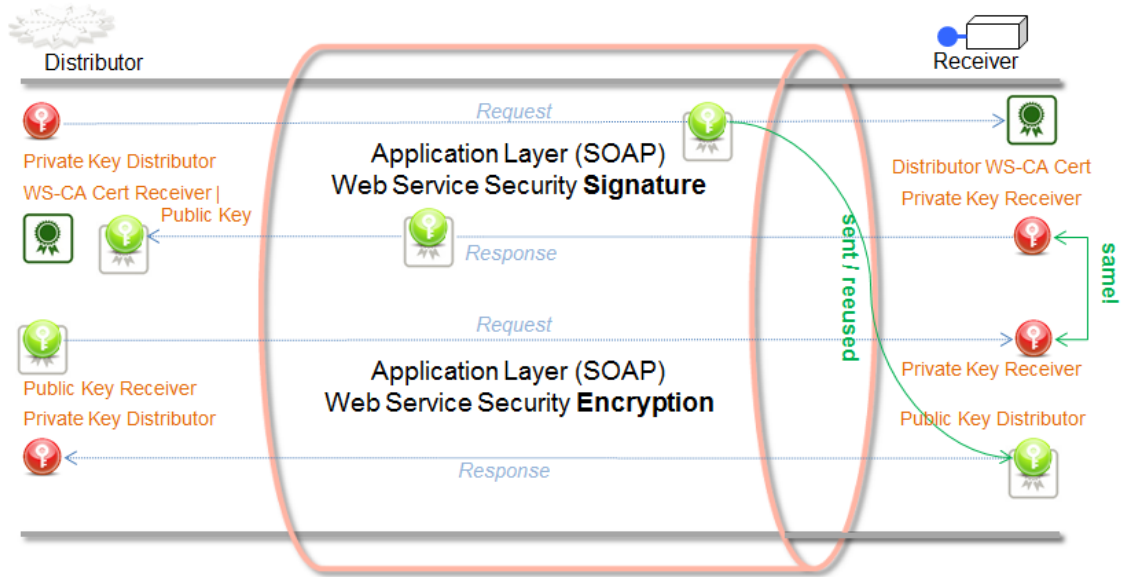 Distributor
Receiver
Request
Private Key Distributor
Application Layer (SOAP)
Distributor WS-CA Cert
WS-CA Cert Receiver |
Web Service Security Signature
Private Key Receiver
Public Key
Response
sent / reeused
same!
Request
Application Layer (SOAP)
Private Key Receiver
Public Key Receiver
Web Service Security Encryption
Private Key Distributor
Public Key Distributor
Response